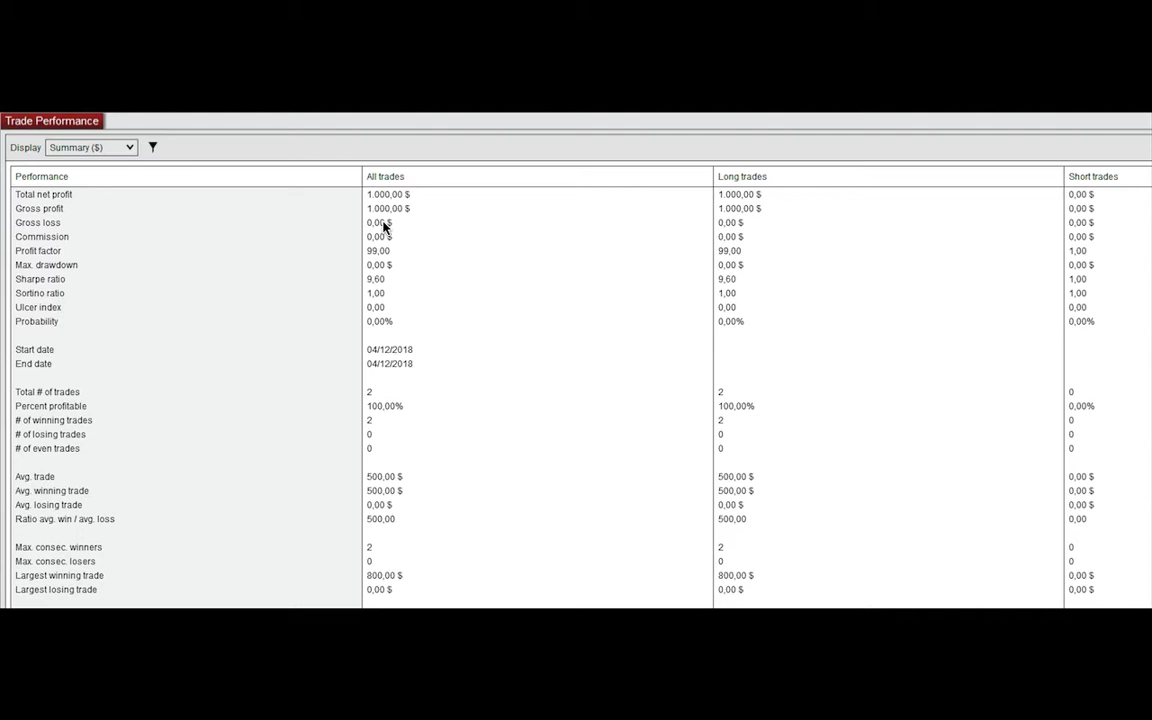 Trade Performance
Display Summary ($)
Performance All trades Long trades Short trades
Total net profit 1.000,00 $ 1.000,00 $ 0,00 $
Gross profit 1.000,00 $ 1.000,00 $ 0,00 $
Gross loss 0,00 $ 0,00 $ 0,00 $
Commission 0,00 $ 0,00 $ 0,00 $
Profit factor 99,00 99,00 1,00
Max. drawdown 0,00 $ 0,00 $ 0,00 $
Sharpe ratio 9,60 9,60 1,00
Sortino ratio 1,00 1,00 1,00
Ulcer index 0,00 0,00 0,00
Probability 0,00% 0,00% 0,00%
Start date 04/12/2018
End date 04/12/2018
Total # of trades 2 2 0
Percent profitable 100,00% 100,00% 0,00%
# of winning trades 2 2 0
# of losing trades 0 0 0
# of even trades 0 0 0
Avg. trade 500,00 $ 500,00 $ 0,00 $
Avg. winning trade 500,00 $ 500,00 $ 0,00 $
Avg. losing trade 0,00 $ 0,00 $ 0,00 $
Ratio avg. win / avg. loss 500,00 500,00 0,00
Max. consec. winners 2 2 0
Max. consec. losers 0 0 0
Largest winning trade 800,00 $ 800,00 $ 0,00 $
Largest losing trade 0,00 $ 0,00 $ 0,00 $